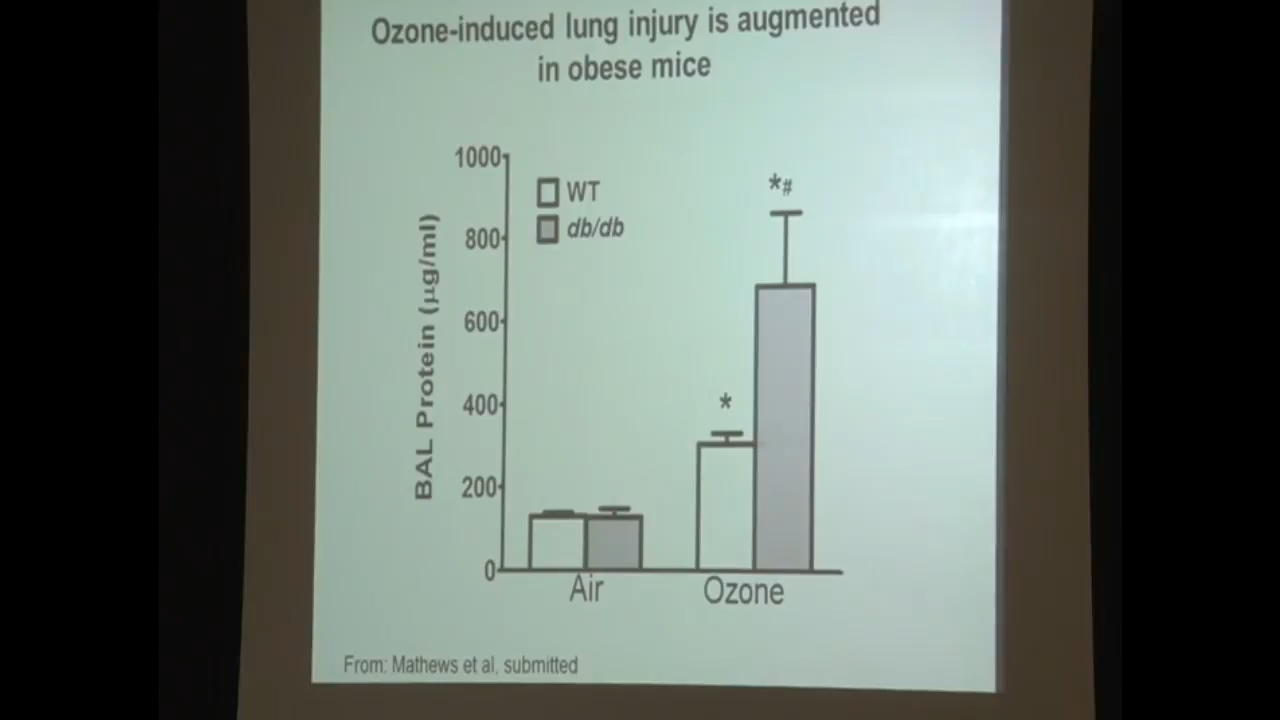 Ozone-induced lung injury is augmented
in obese mice
1000
800
600
400
200
0
BAL Protein (μg/ml)
WT
db/db
*
*#
Air
Ozone
From: Mathews et al, submitted